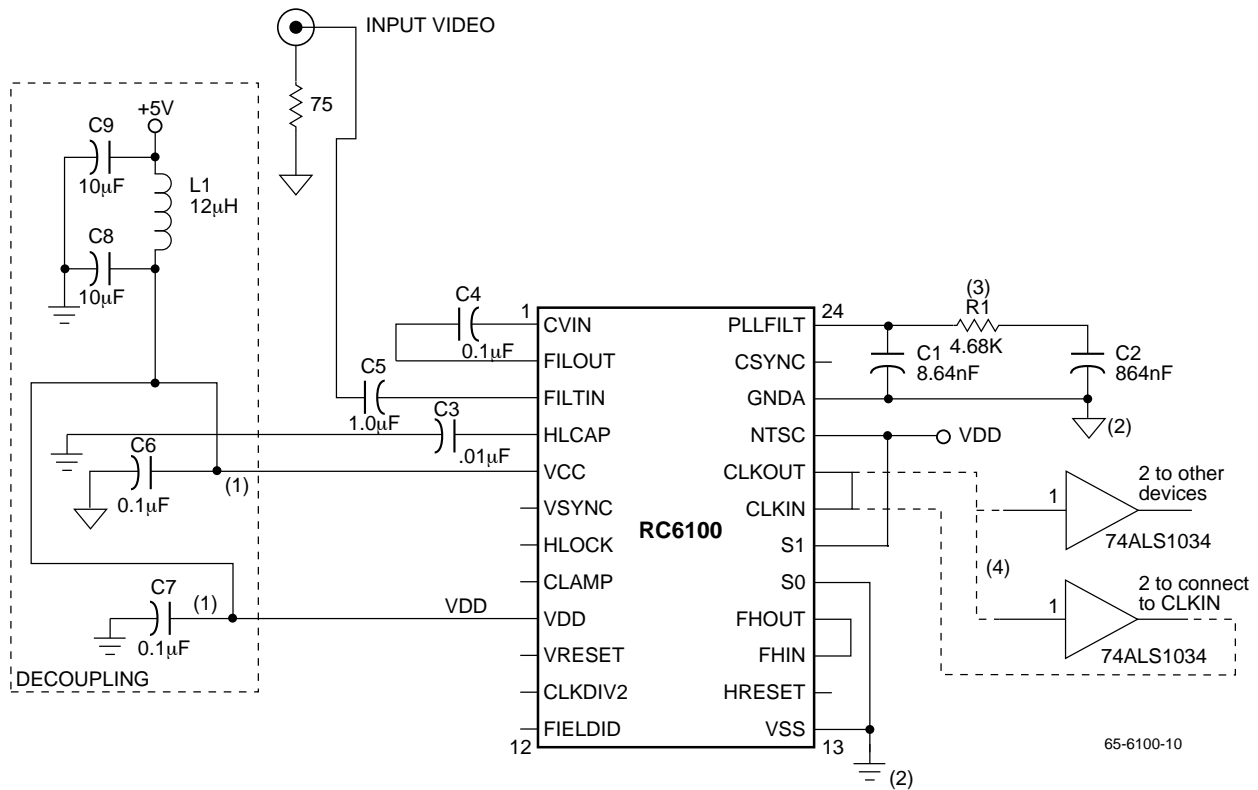 INPUT VIDEO
75
+5V
C9
10µF
L1
12µH
C8
10µF
C4
0.1µF
C5
1.0µF
C3
.01µF
C6
0.1µF
(1)
C7
0.1µF
(1)
VDD
DECOUPLING
1
12
CVIN
FILOUT
FILTIN
HLCAP
VCC
VSYNC
HLOCK
CLAMP
VDD
VRESET
CLKDIV2
FIELDID
RC6100
24
13
PLLFILT
CSYNC
GNDA
NTSC
CLKOUT
CLKIN
S1
S0
FHOUT
FHIN
HRESET
VSS
(3)
R1
4.68K
C1
8.64nF
C2
864nF
(2)
VDD
1
2 to other
devices
74ALS1034
(4)
1
2 to connect
to CLKIN
74ALS1034
(2)
65-6100-10